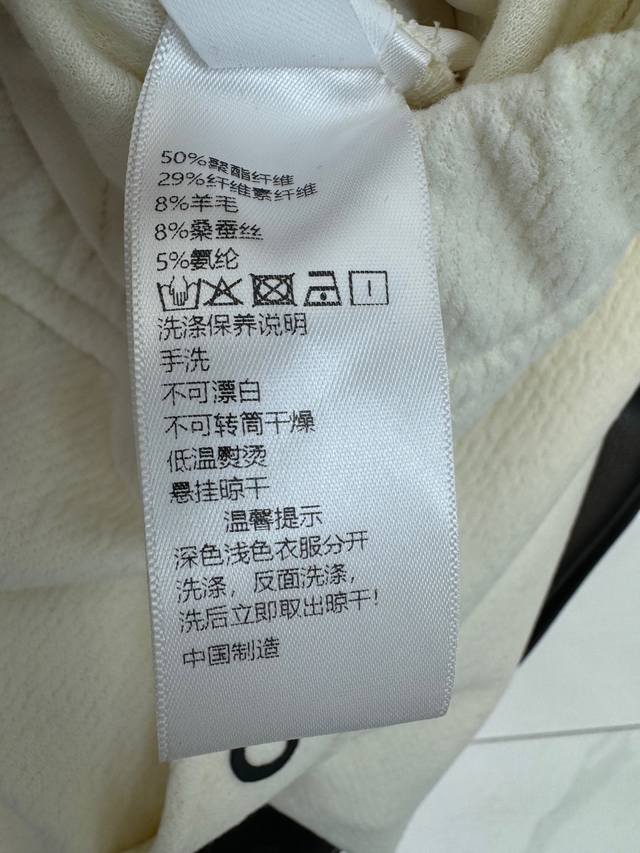 50%聚酯纤维
29%纤维素纤维
8%羊毛
8%桑蚕丝
5%氨纶
洗涤保养说明
手洗
不可漂白
不可转筒干燥
低温熨烫
悬挂晾干
温馨提示
深色浅色衣服分开
洗涤，反面洗涤，
洗后立即取出晾干！
中国制造